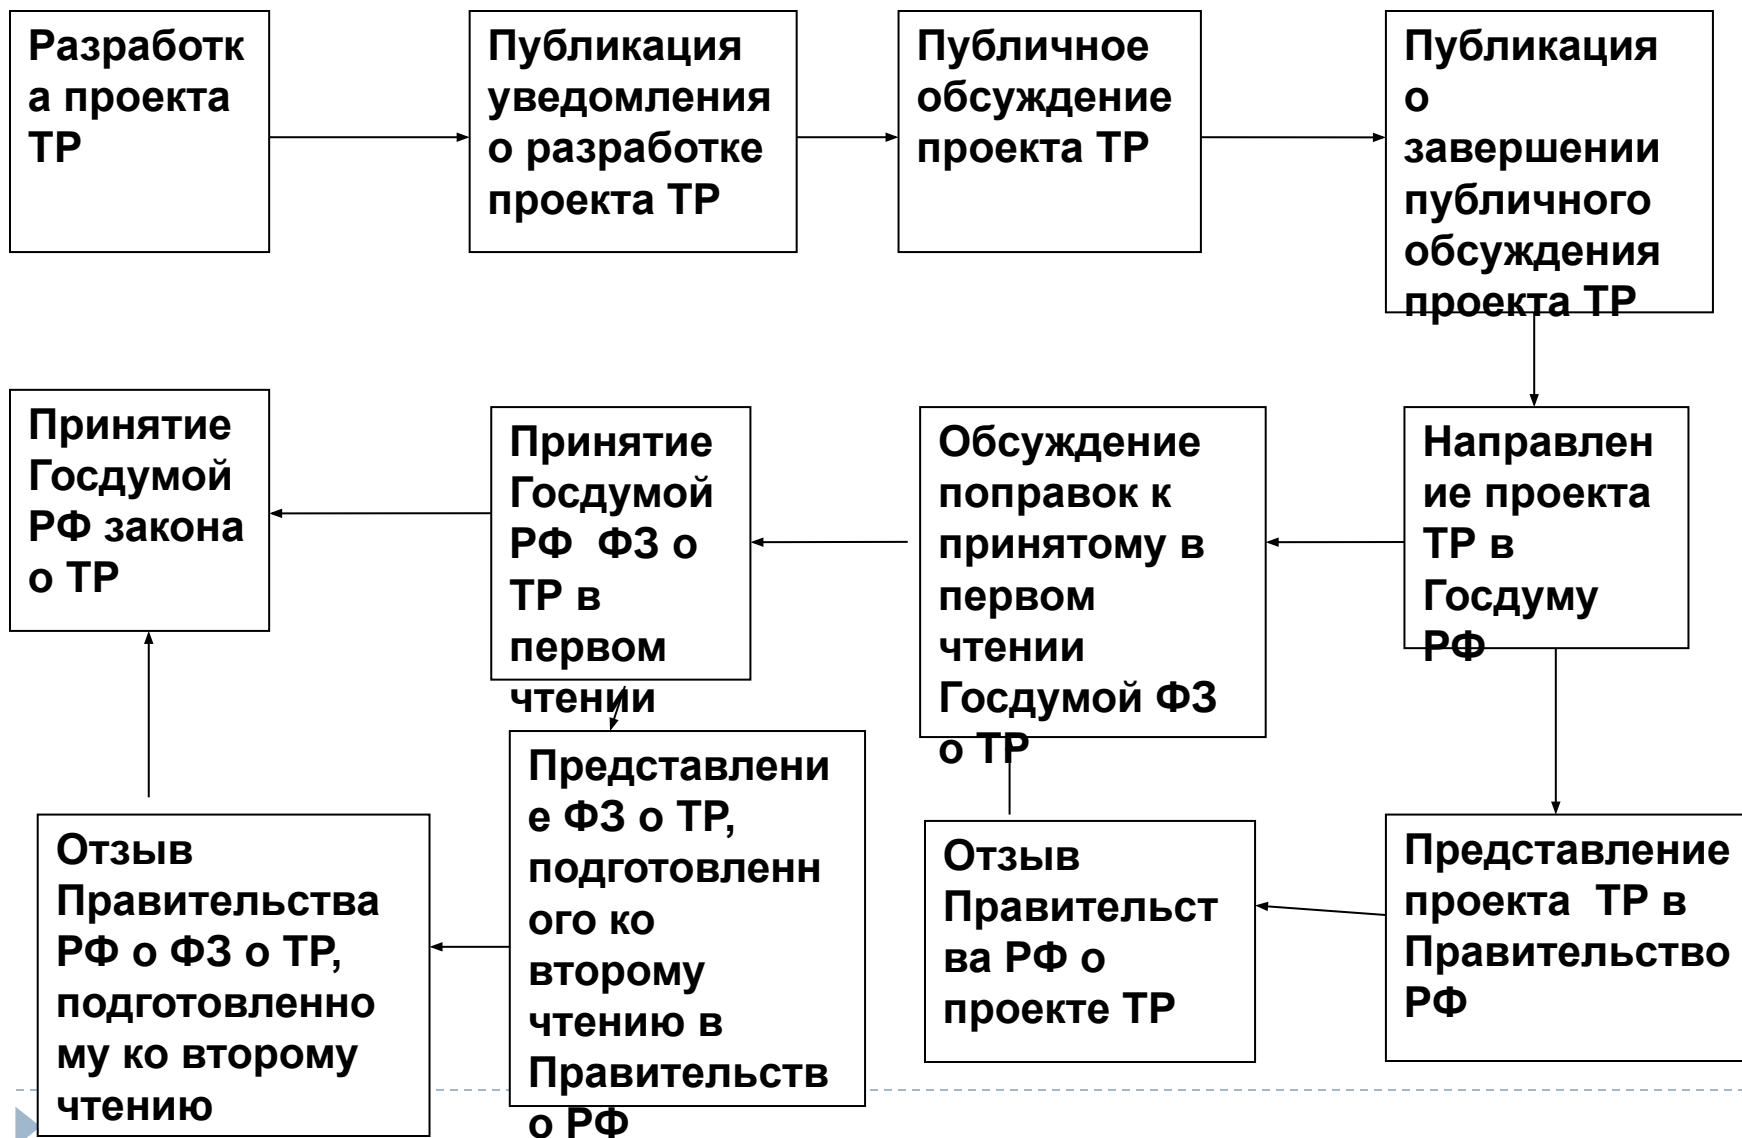 Разработк
а проекта
ТР
Публикация
уведомления
о разработке
проекта ТР
Публичное
обсуждение
проекта ТР
Публикация
о
завершении
публичного
обсуждения
проекта ТР
Принятие
Госдумой
РФ закона
о ТР
Принятие
Госдумой
РФ ФЗ о
ТР в
первом
чтении
Обсуждение
поправок к
принятому в
первом
чтении
Госдумой ФЗ
о ТР
Направлен
ие проекта
ТР в
Госдуму
РФ
Отзыв
Правительства
РФ о ФЗ о ТР,
подготовленно
му ко второму
чтению
Представлени
е ФЗ о ТР,
подготовленн
ого ко
второму
чтению в
Правительств
о РФ
Отзыв
Правительст
ва РФ о
проекте ТР
Представление
проекта ТР в
Правительство
РФ